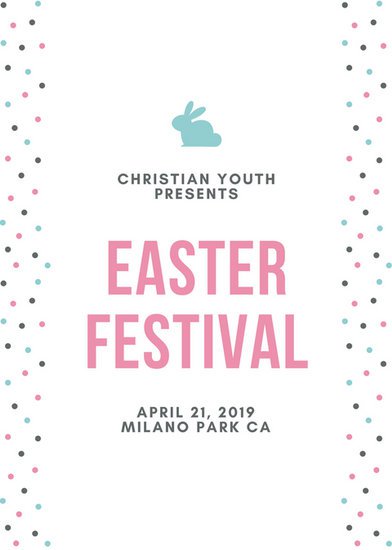 CHRISTIAN YOUTH
PRESENTS
EASTER
FESTIVAL
APRIL 21, 2019
MILANO PARK CA